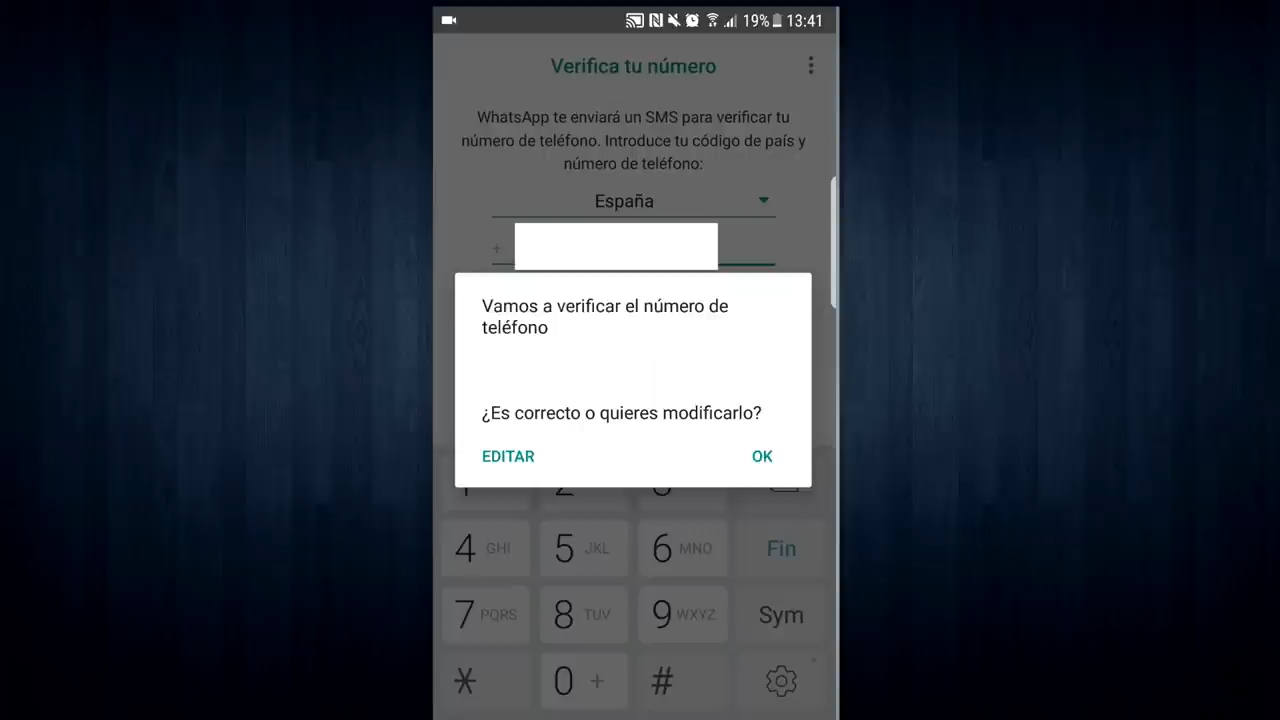 19% 13:41
Verifica tu número
WhatsApp te enviará un SMS para verificar tu
número de teléfono. Introduce tu código de país y
número de teléfono:
España
+
Vamos a verificar el número de
teléfono
¿Es correcto o quieres modificarlo?
EDITAR OK
4 GHI 5 JKL 6 MNO Fin
7 PQRS 8 TUV 9 WXYZ Sym
* 0 + #